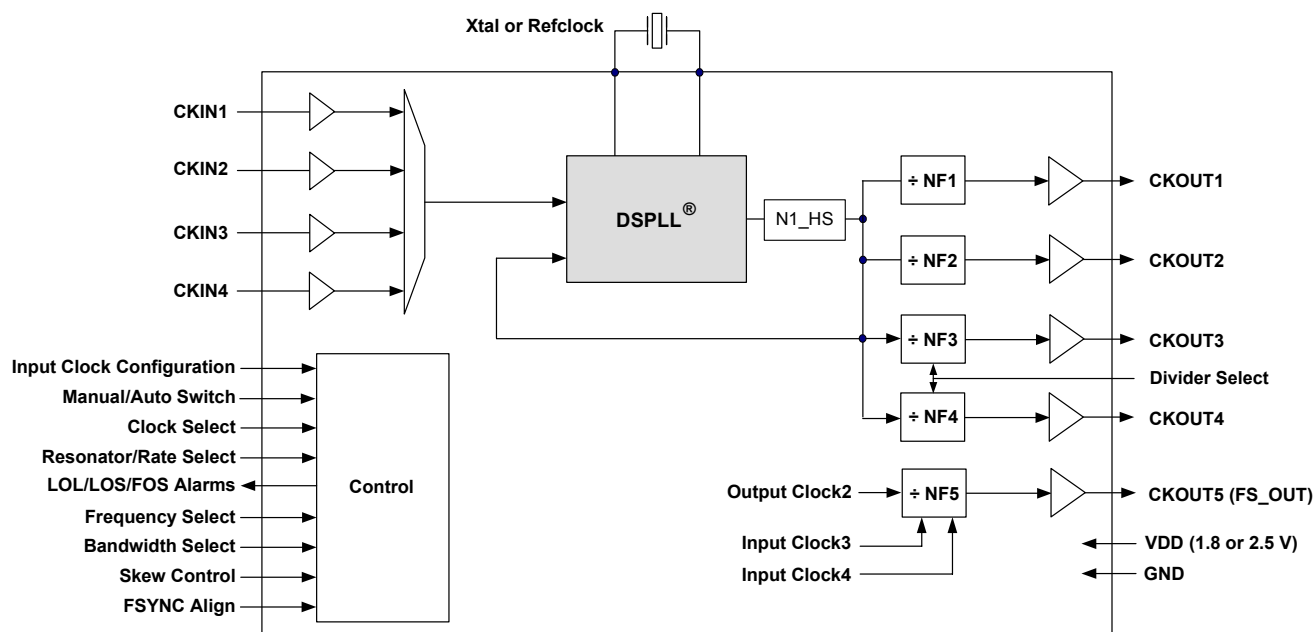 Xtal or Refclock
CKIN1
CKIN2
CKIN3
CKIN4
DSPLL®
N1_HS
÷ NF1
÷ NF2
÷ NF3
÷ NF4
÷ NF5
CKOUT1
CKOUT2
CKOUT3
Divider Select
CKOUT4
CKOUT5 (FS_OUT)
Output Clock2
Input Clock3
Input Clock4
VDD (1.8 or 2.5 V)
GND
Input Clock Configuration
Manual/Auto Switch
Clock Select
Resonator/Rate Select
LOL/LOS/FOS Alarms
Frequency Select
Bandwidth Select
Skew Control
FSYNC Align
Control